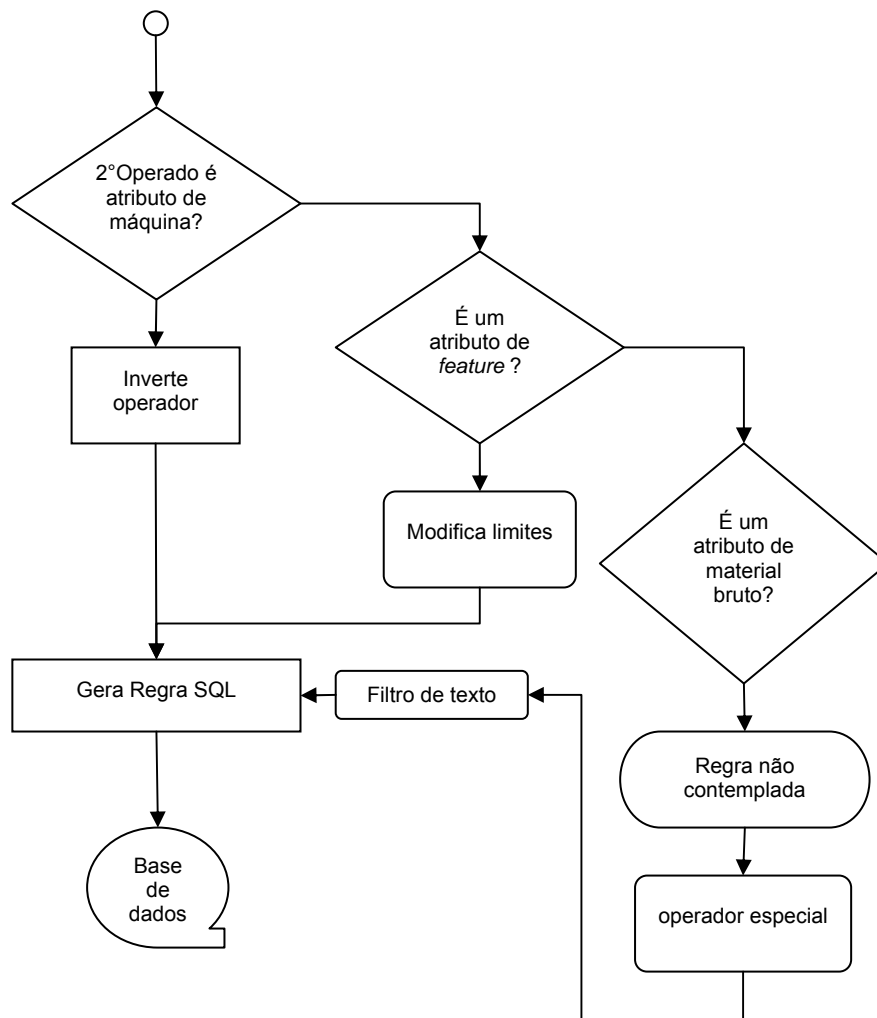 2°Operado é
atributo de
máquina?
É um
atributo de
feature ?
Inverte
operador
Modifica limites
É um
atributo de
material
bruto?
Gera Regra SQL
Filtro de texto
Regra não
contemplada
Base
de
dados
operador especial